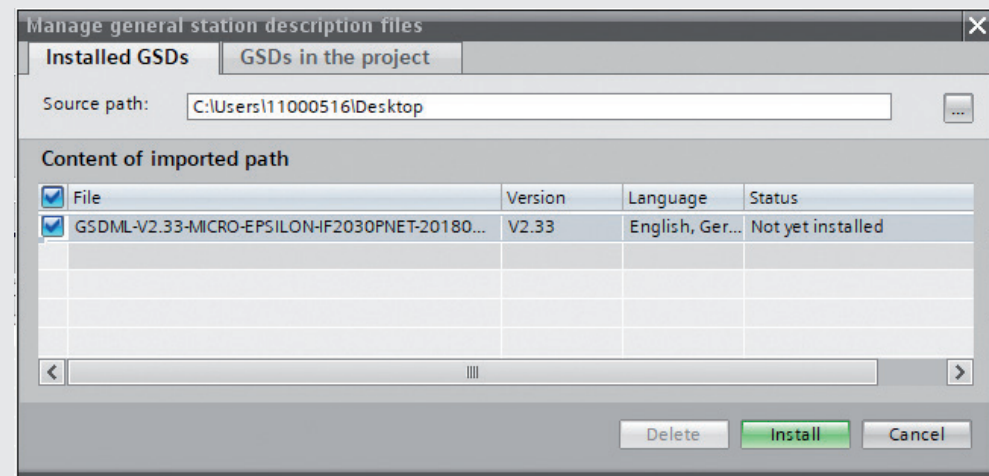 Manage general station description files
Installed GSDs GSDs in the project
Source path: C:\Users\11000516\Desktop ...
Content of imported path
File Version Language Status
GSDML-V2.33-MICRO-EPSILON-IF2030PNET-20180... V2.33 English, Ger... Not yet installed
Delete Install Cancel